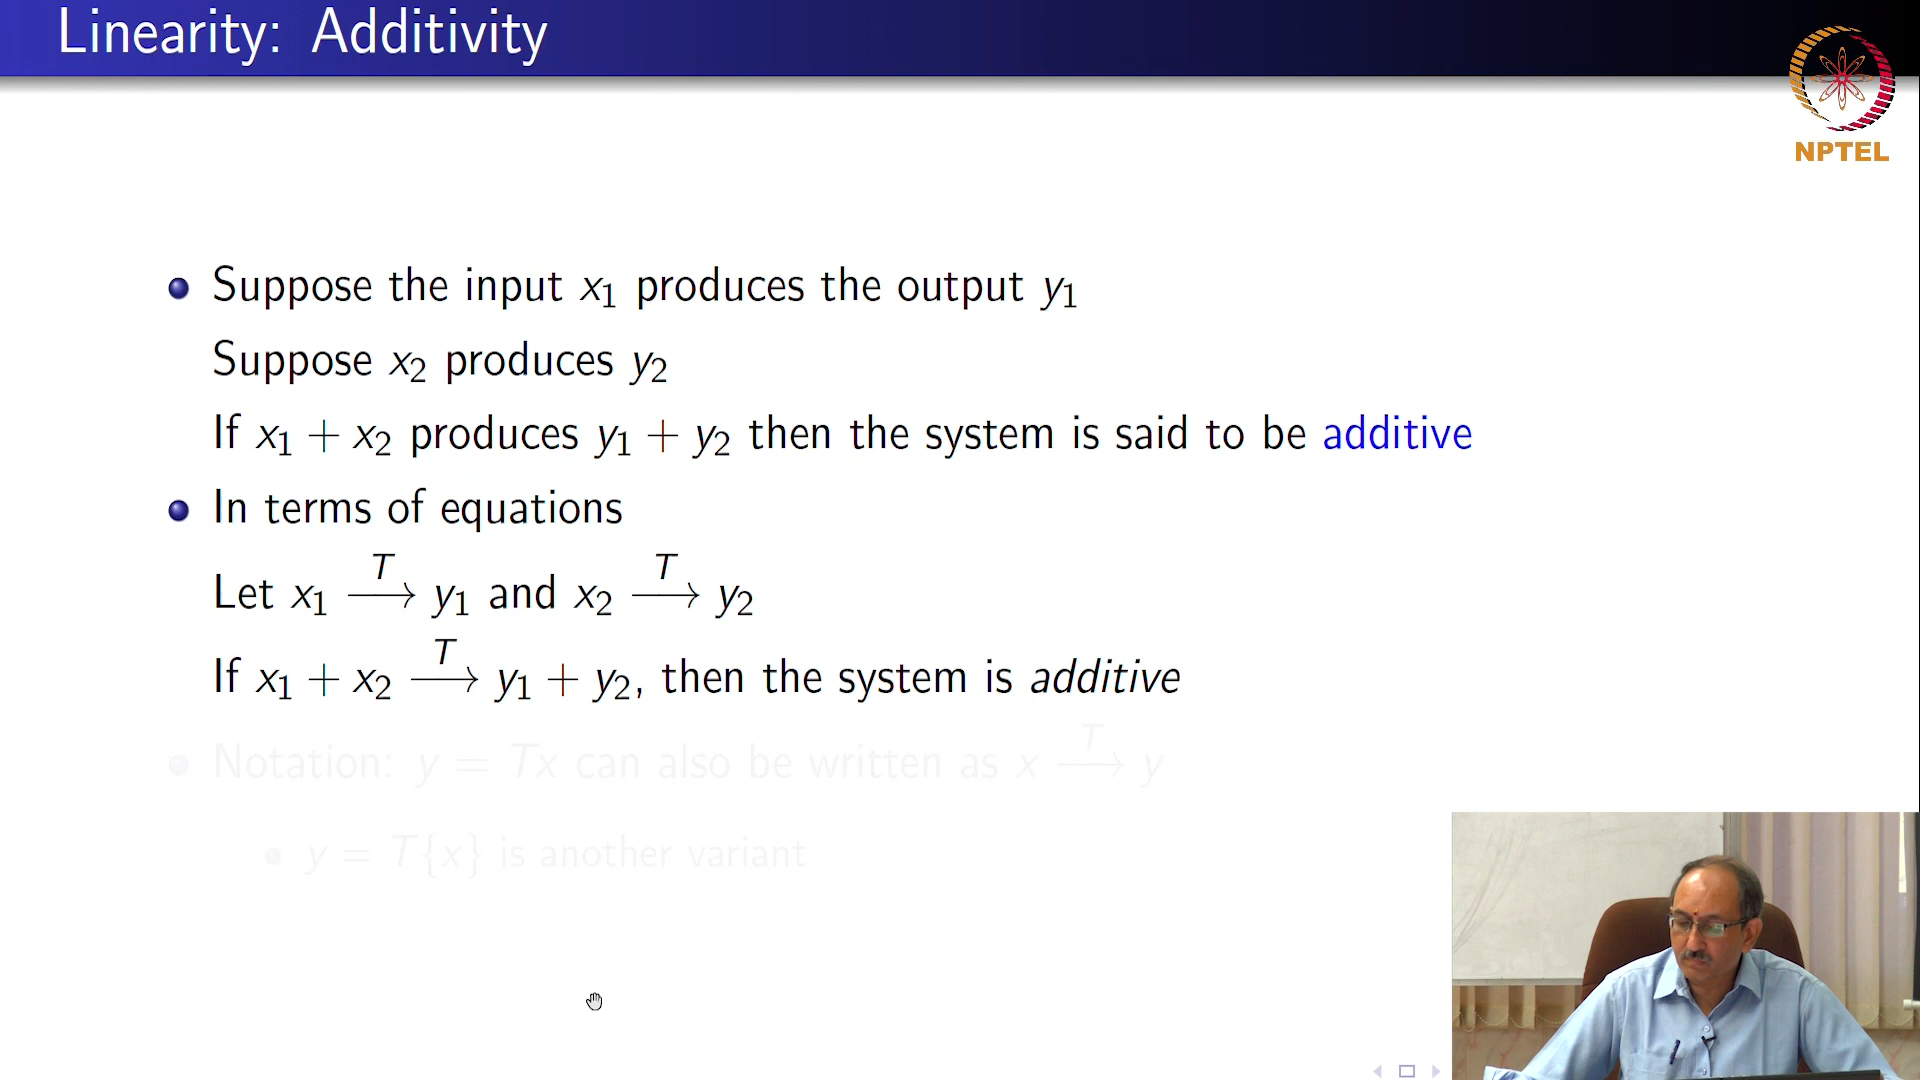 Linearity: Additivity
NPTEL
Suppose the input x₁ produces the output y₁
Suppose x₂ produces y₂
If x₁ + x₂ produces y₁ + y₂ then the system is said to be additive
In terms of equations
Let x₁ —T→ y₁ and x₂ —T→ y₂
If x₁ + x₂ —T→ y₁ + y₂, then the system is additive
Notation: y = Tx can also be written as x —T→ y
y = T{x} is another variant